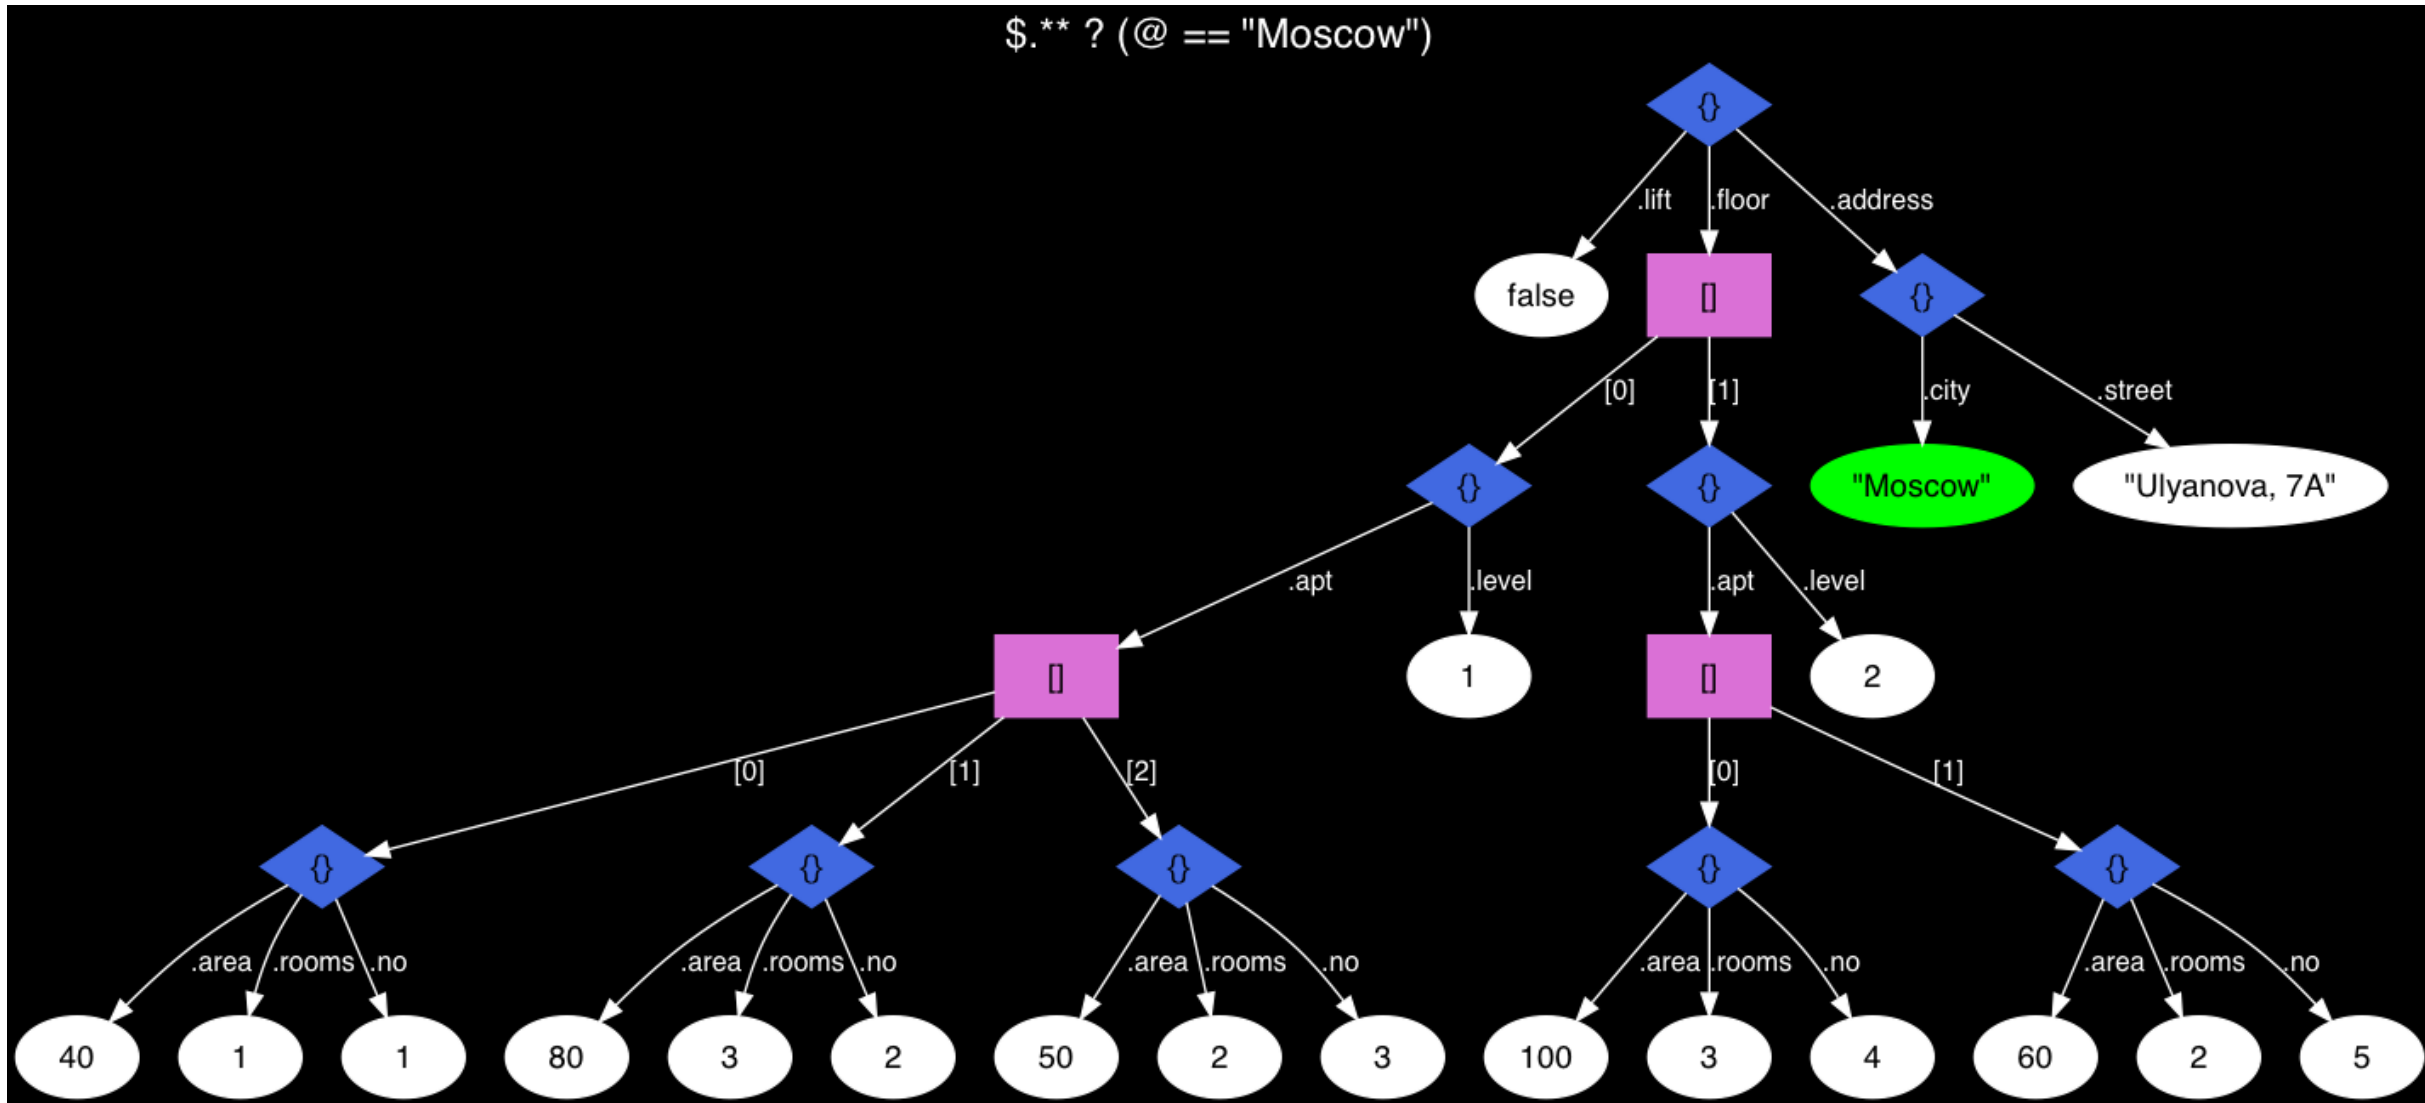 $.** ? (@ == "Moscow")
{}
.lift .floor .address
false [] {}
[0] [1] .city .street
{} {} "Moscow" "Ulyanova, 7A"
.apt .level .apt .level
[] 1 [] 2
[0] [1] [2] [0] [1]
{} {} {} {} {}
.area .rooms .no .area .rooms .no .area .rooms .no .area .rooms .no .area .rooms .no
40 1 1 80 3 2 50 2 3 100 3 4 60 2 5